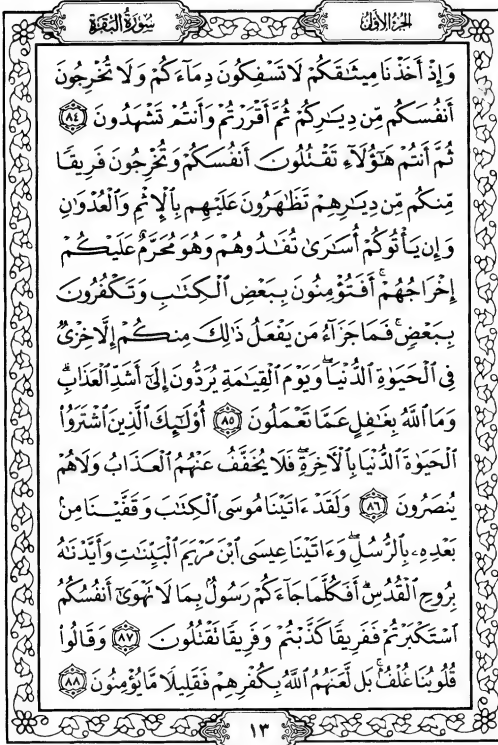 سُورَةُ البَقَرَةِ
الجُزْءُ الأَوَّلُ
وَإِذْ أَخَذْنَا مِيثَٰقَكُمْ لَا تَسْفِكُونَ دِمَآءَكُمْ وَلَا تُخْرِجُونَ
أَنفُسَكُم مِّن دِيَٰرِكُمْ ثُمَّ أَقْرَرْتُمْ وَأَنتُمْ تَشْهَدُونَ ٨٤
ثُمَّ أَنتُمْ هَٰٓؤُلَآءِ تَقْتُلُونَ أَنفُسَكُمْ وَتُخْرِجُونَ فَرِيقًا
مِّنكُم مِّن دِيَٰرِهِمْ تَظَٰهَرُونَ عَلَيْهِم بِٱلْإِثْمِ وَٱلْعُدْوَٰنِ
وَإِن يَأْتُوكُمْ أُسَٰرَىٰ تُفَٰدُوهُمْ وَهُوَ مُحَرَّمٌ عَلَيْكُمْ
إِخْرَاجُهُمْ ۚ أَفَتُؤْمِنُونَ بِبَعْضِ ٱلْكِتَٰبِ وَتَكْفُرُونَ
بِبَعْضٍ ۚ فَمَا جَزَآءُ مَن يَفْعَلُ ذَٰلِكَ مِنكُمْ إِلَّا خِزْىٌ
فِى ٱلْحَيَوٰةِ ٱلدُّنْيَا ۖ وَيَوْمَ ٱلْقِيَٰمَةِ يُرَدُّونَ إِلَىٰٓ أَشَدِّ ٱلْعَذَابِ ۗ
وَمَا ٱللَّهُ بِغَٰفِلٍ عَمَّا تَعْمَلُونَ ٨٥ أُو۟لَٰٓئِكَ ٱلَّذِينَ ٱشْتَرَوُا۟
ٱلْحَيَوٰةَ ٱلدُّنْيَا بِٱلْءَاخِرَةِ ۖ فَلَا يُخَفَّفُ عَنْهُمُ ٱلْعَذَابُ وَلَا هُمْ
يُنصَرُونَ ٨٦ وَلَقَدْ ءَاتَيْنَا مُوسَى ٱلْكِتَٰبَ وَقَفَّيْنَا مِنۢ
بَعْدِهِۦ بِٱلرُّسُلِ ۖ وَءَاتَيْنَا عِيسَى ٱبْنَ مَرْيَمَ ٱلْبَيِّنَٰتِ وَأَيَّدْنَٰهُ
بِرُوحِ ٱلْقُدُسِ ۗ أَفَكُلَّمَا جَآءَكُمْ رَسُولٌۢ بِمَا لَا تَهْوَىٰٓ أَنفُسُكُمُ
ٱسْتَكْبَرْتُمْ فَفَرِيقًا كَذَّبْتُمْ وَفَرِيقًا تَقْتُلُونَ ٨٧ وَقَالُوا۟
قُلُوبُنَا غُلْفٌۢ ۚ بَل لَّعَنَهُمُ ٱللَّهُ بِكُفْرِهِمْ فَقَلِيلًا مَّا يُؤْمِنُونَ ٨٨
١٣